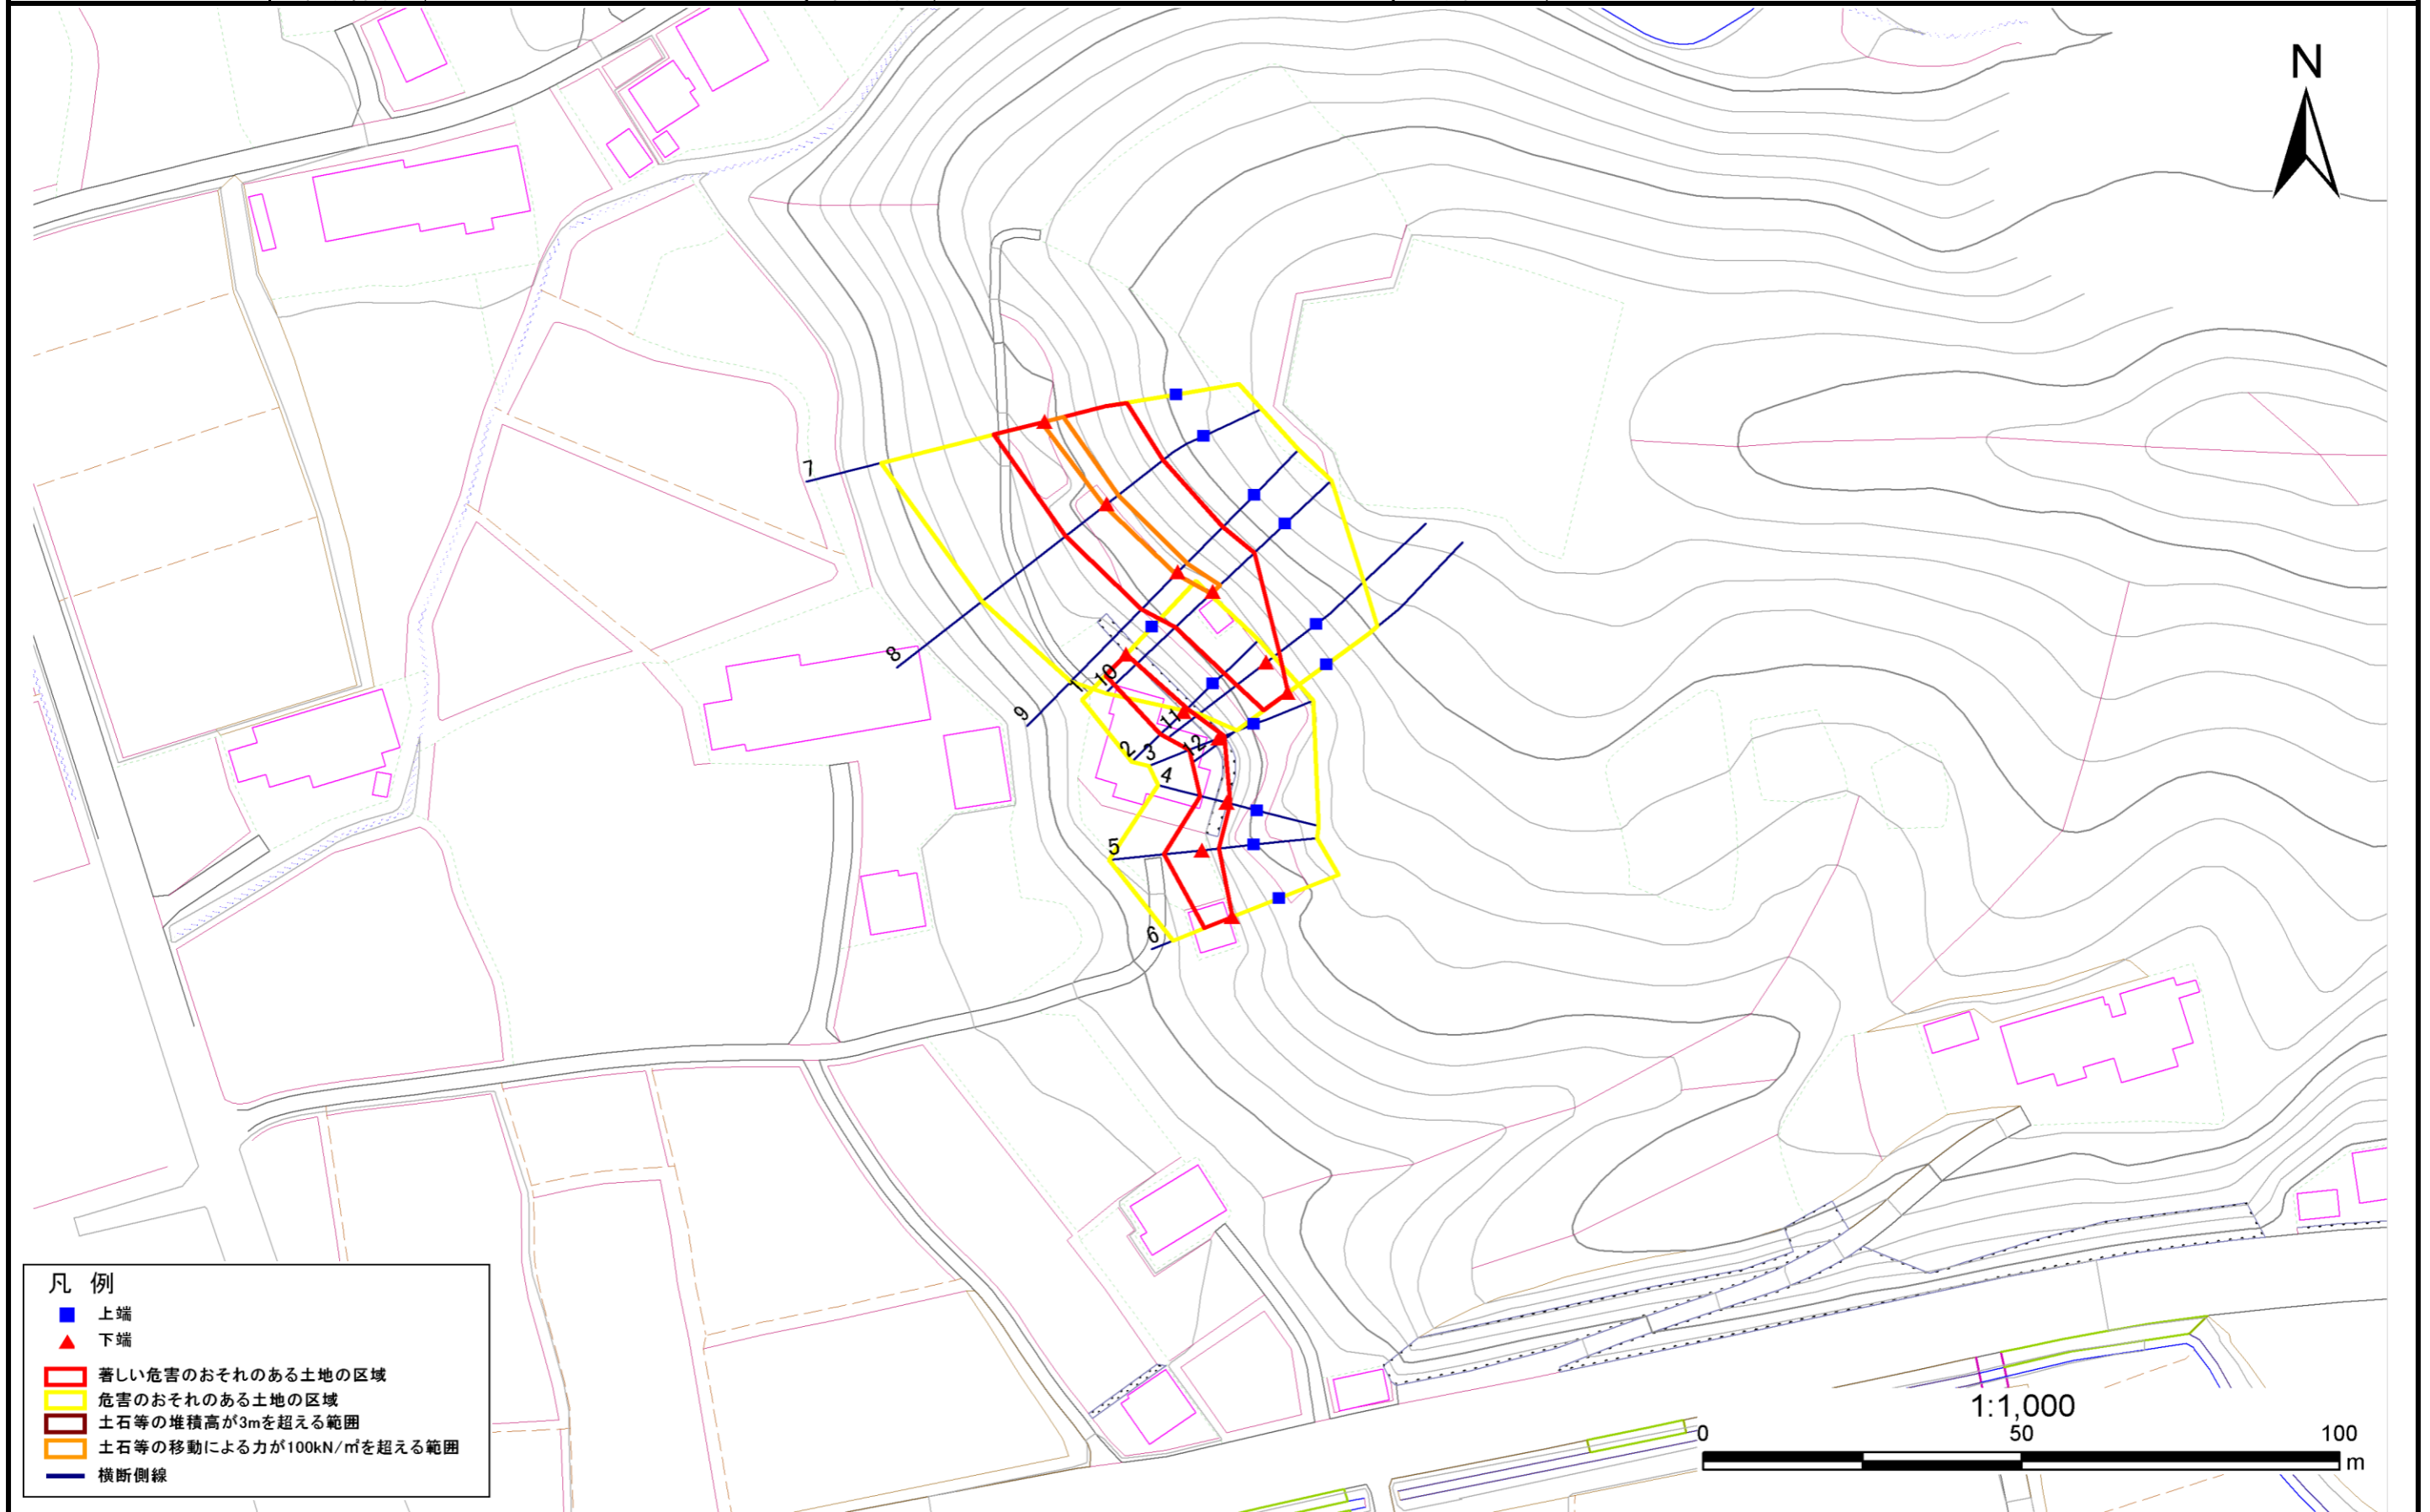 N
7
8
9
1
10
2
3
11
12
4
5
6
凡 例
上端
下端
著しい危害のおそれのある土地の区域
危害のおそれのある土地の区域
土石等の堆積高が3mを超える範囲
土石等の移動による力が100kN/㎡を超える範囲
横断側線
1:1,000
0 50 100
m